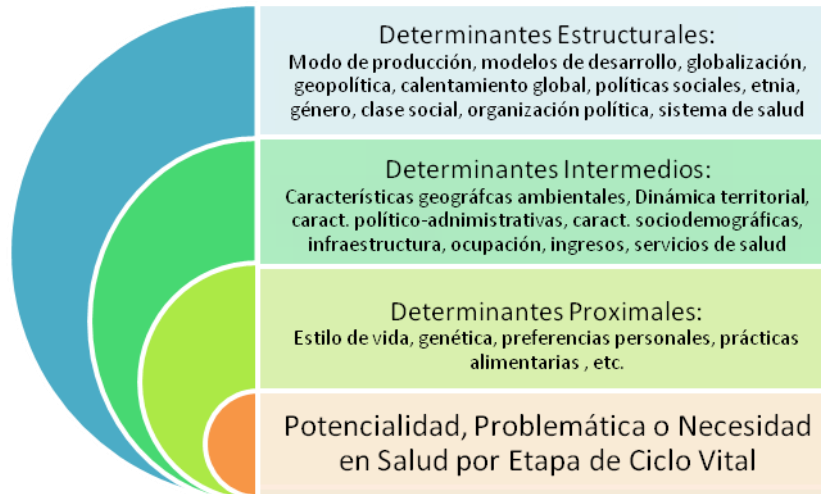 Determinantes Estructurales:
Modo de producción, modelos de desarrollo, globalización,
geopolítica, calentamiento global, políticas sociales, etnia,
género, clase social, organización política, sistema de salud
Determinantes Intermedios:
Característícas geográfcas ambientales, Dinámica territorial,
caract. político-adnimistrativas, caract. sociodemográficas,
infraestructura, ocupación, ingresos, servicios de salud
Determinantes Proximales:
Estilo de vida, genética, preferencias personales, prácticas
alimentarias , etc.
Potencialidad, Problemática o Necesidad
en Salud por Etapa de Ciclo Vital